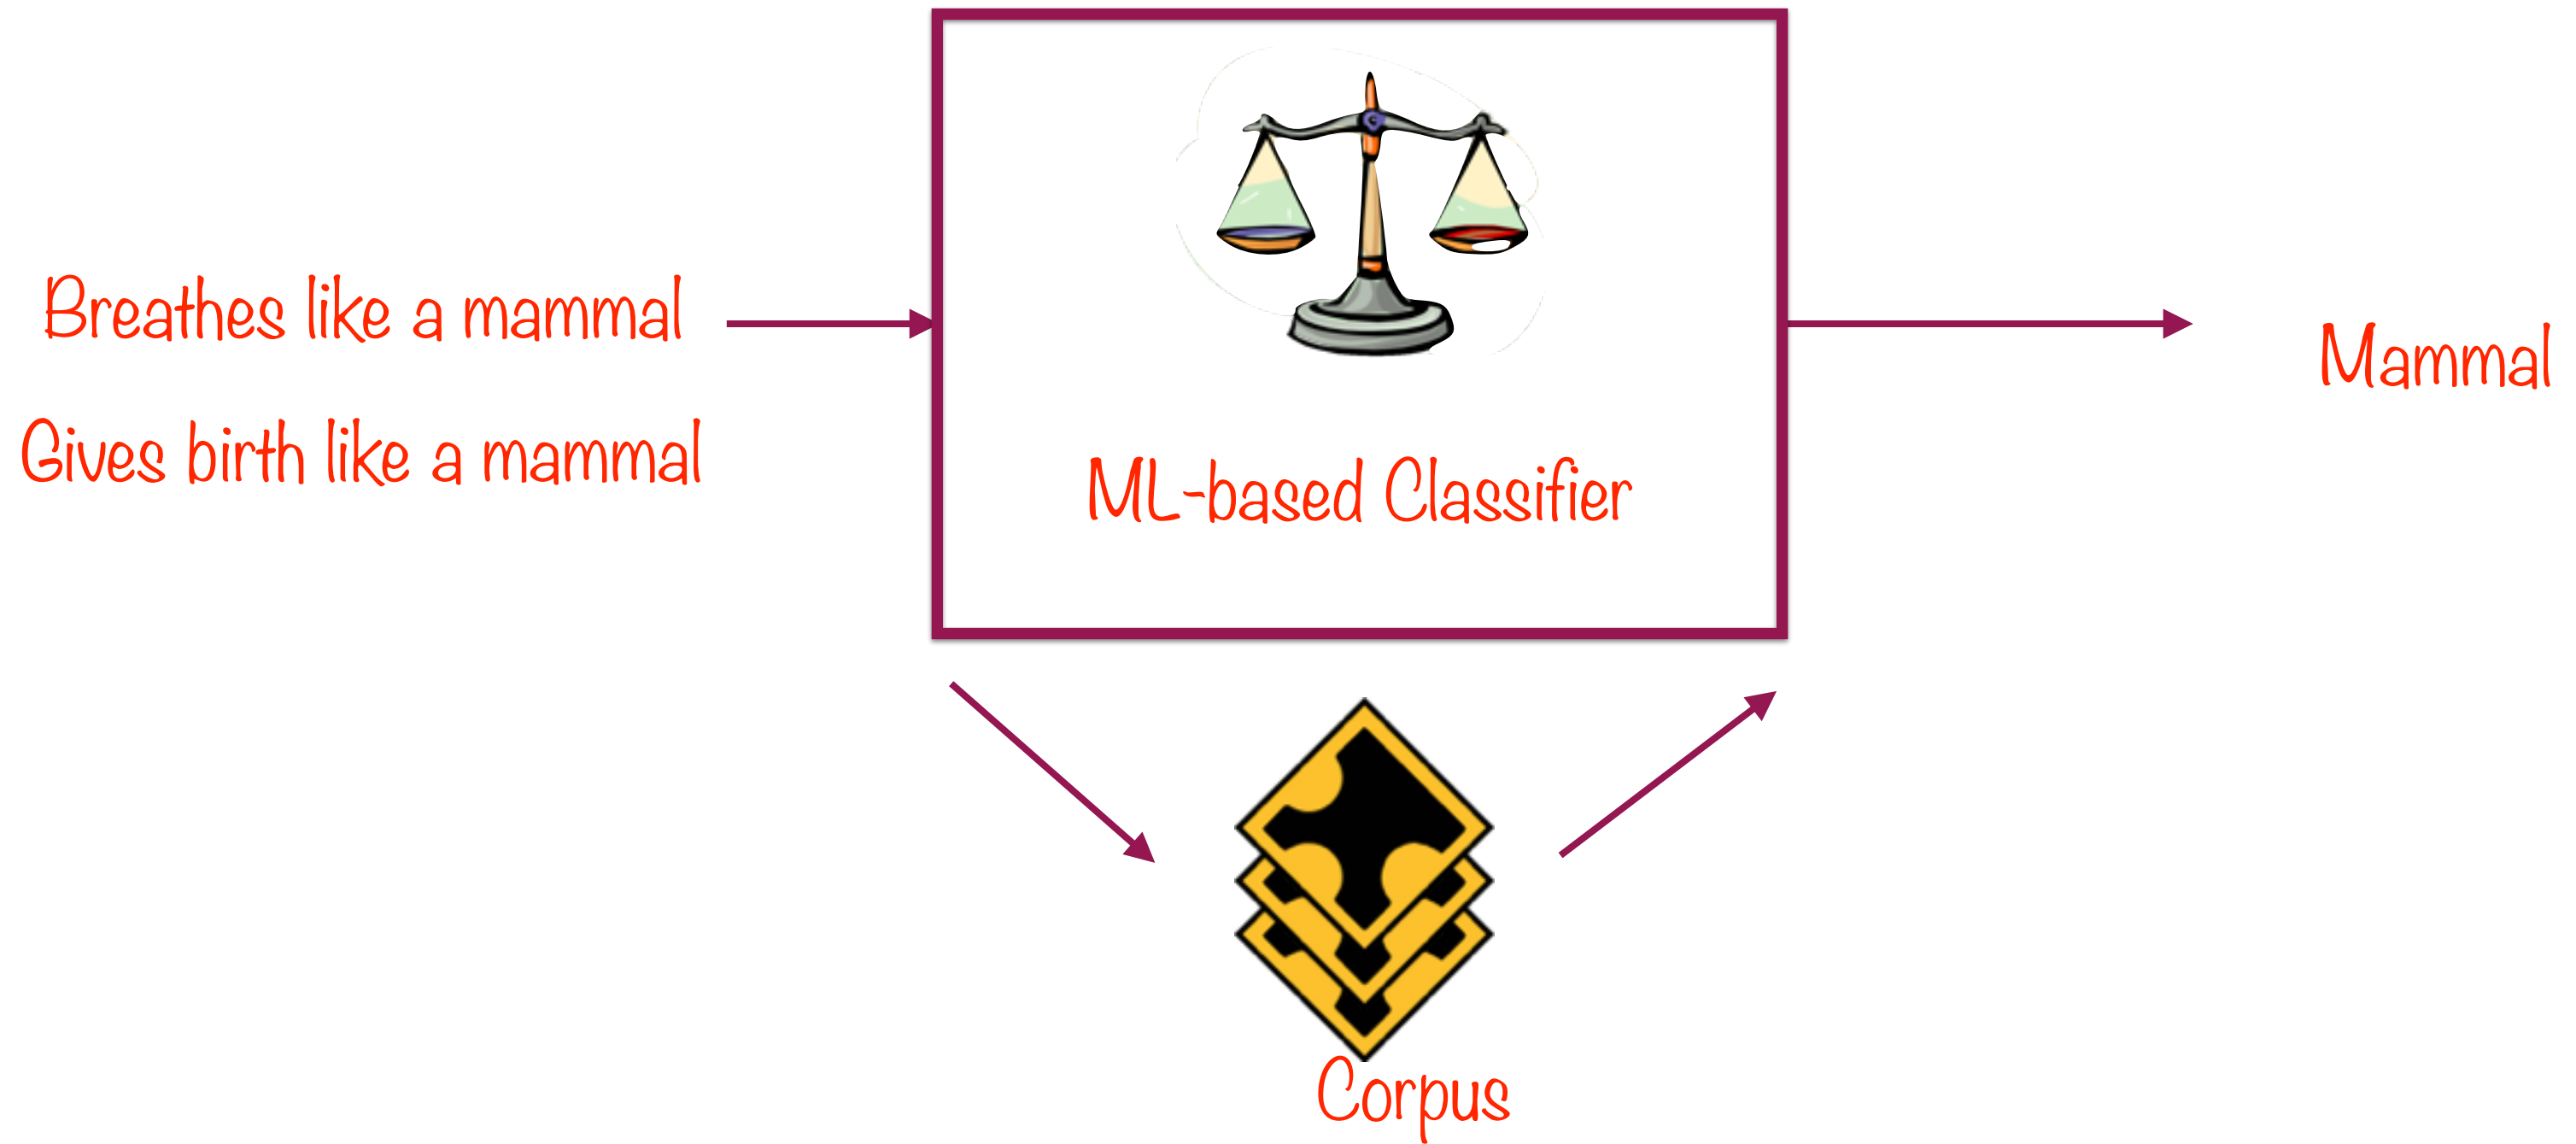 Breathes like a mammal
Gives birth like a mammal
ML-based Classifier
Mammal
Corpus